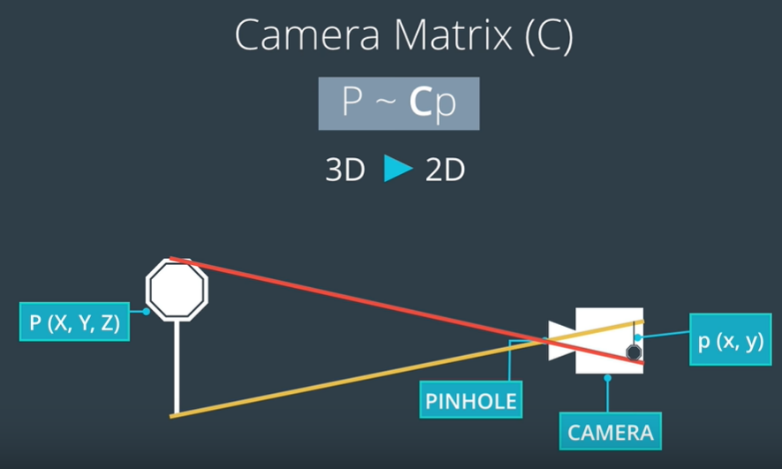 Camera Matrix (C)
P ~ Cp
3D 2D
P (X, Y, Z)
p (x, y)
PINHOLE
CAMERA